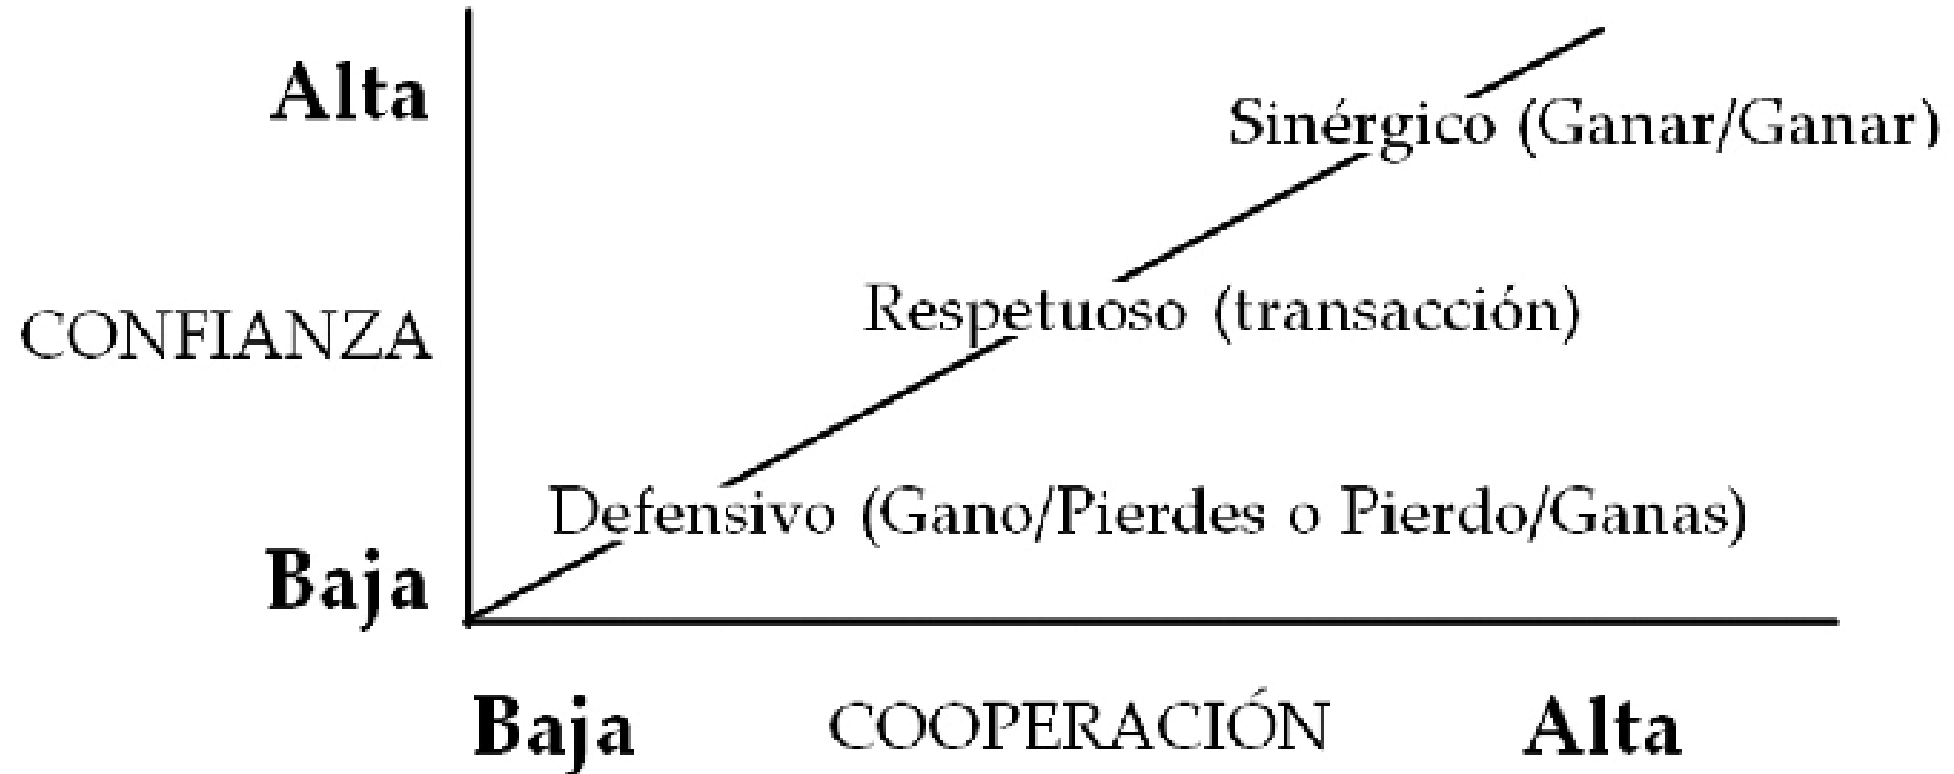 Alta
Sinérgico (Ganar/Ganar)
CONFIANZA
Respetuoso (transacción)
Defensivo (Gano/Pierdes o Pierdo/Ganas)
Baja
Baja COOPERACIÓN Alta